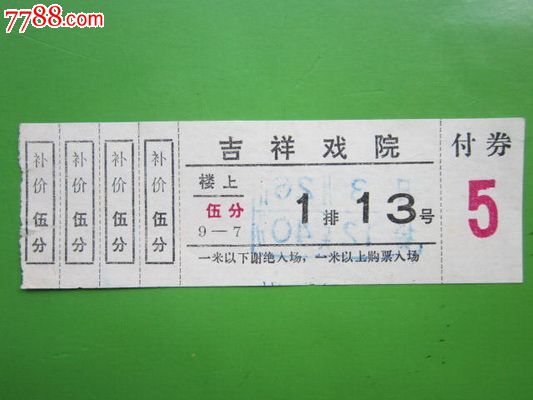 7788.com
补价 伍分
补价 伍分
补价 伍分
补价 伍分
吉祥戏院
楼上
伍分
9—7
1排13号
一米以下谢绝入场，一米以上购票入场
付券
5